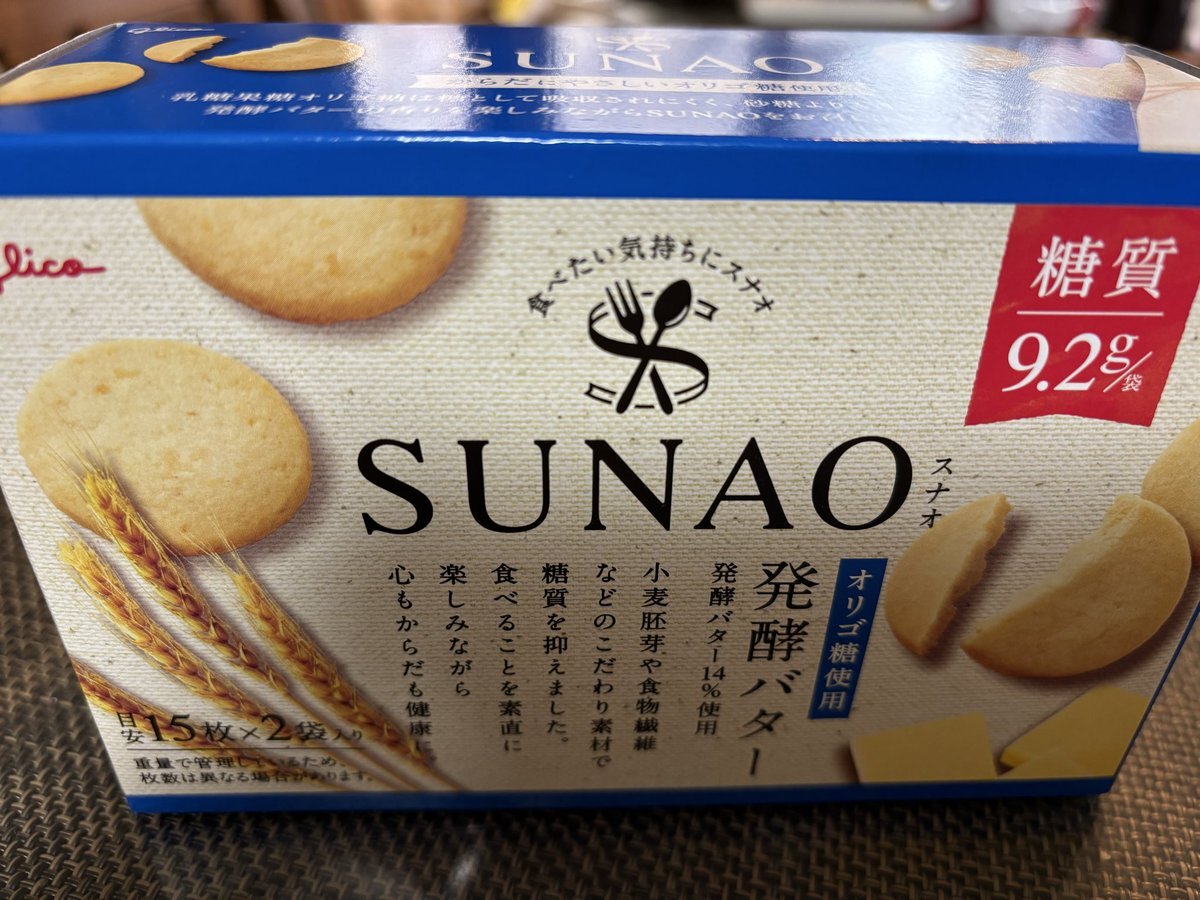 glico
SUNAO
からだにやさしいオリゴ糖使用
乳糖果糖オリゴ糖は糖として吸収されにくく、砂糖より
発酵バターの香りを楽しみながらSUNAOをお
lico
食べたい気持ちにスナオ
糖質
9.2g/袋
SUNAO
スナオ
オリゴ糖使用
発酵バター
発酵バター14%使用
小麦胚芽や食物繊維
などのこだわり素材で
糖質を抑えました。
食べることを素直に
楽しみながら
心もからだも健康に
目安15枚×2袋入り
重量で管理しているため、
枚数は異なる場合があります。